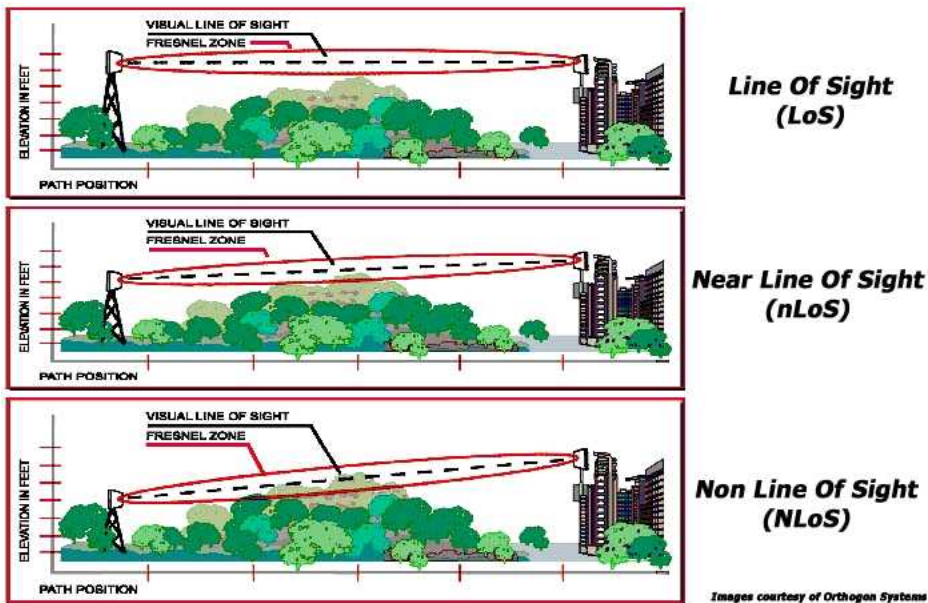 VISUAL LINE OF SIGHT
FRESNEL ZONE
ELEVATION IN FEET
PATH POSITION
Line Of Sight
(LoS)
VISUAL LINE OF SIGHT
FRESNEL ZONE
ELEVATION IN FEET
PATH POSITION
Near Line Of Sight
(nLoS)
VISUAL LINE OF SIGHT
FRESNEL ZONE
ELEVATION IN FEET
PATH POSITION
Non Line Of Sight
(NLoS)
Images courtesy of Orthogon Systems